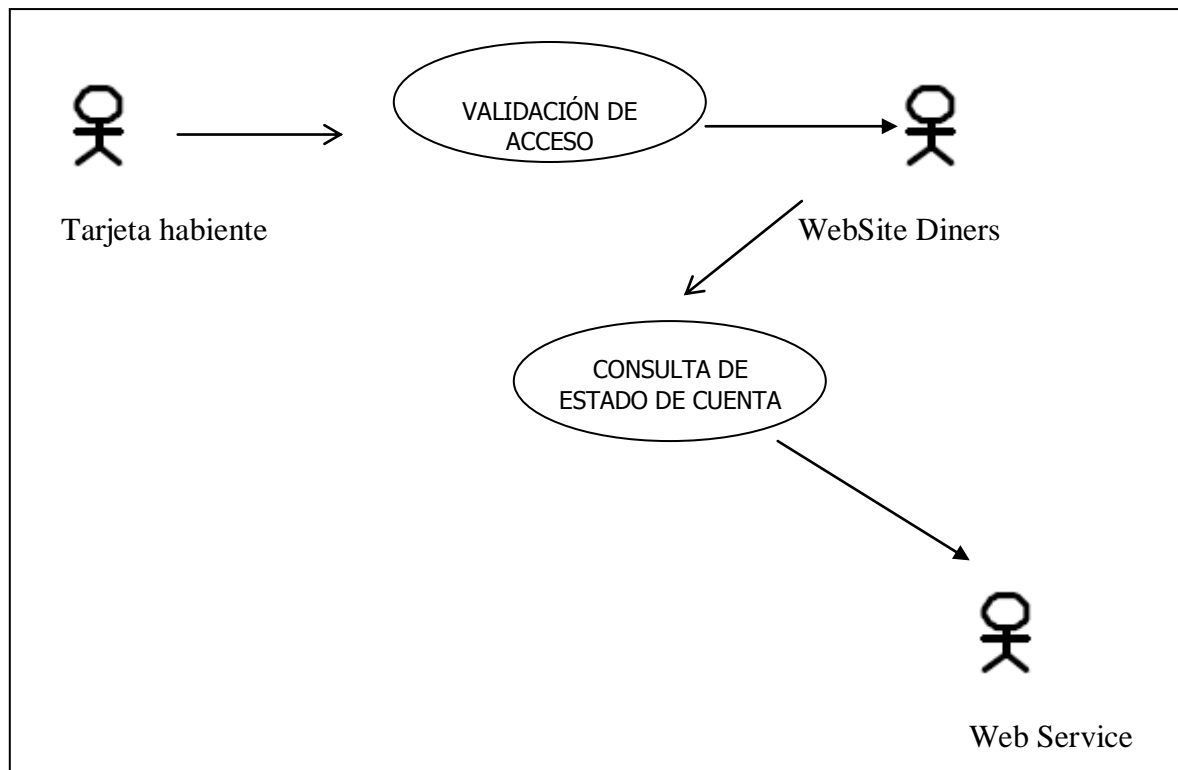 VALIDACIÓN DE
ACCESO
Tarjeta habiente
WebSite Diners
CONSULTA DE
ESTADO DE CUENTA
Web Service